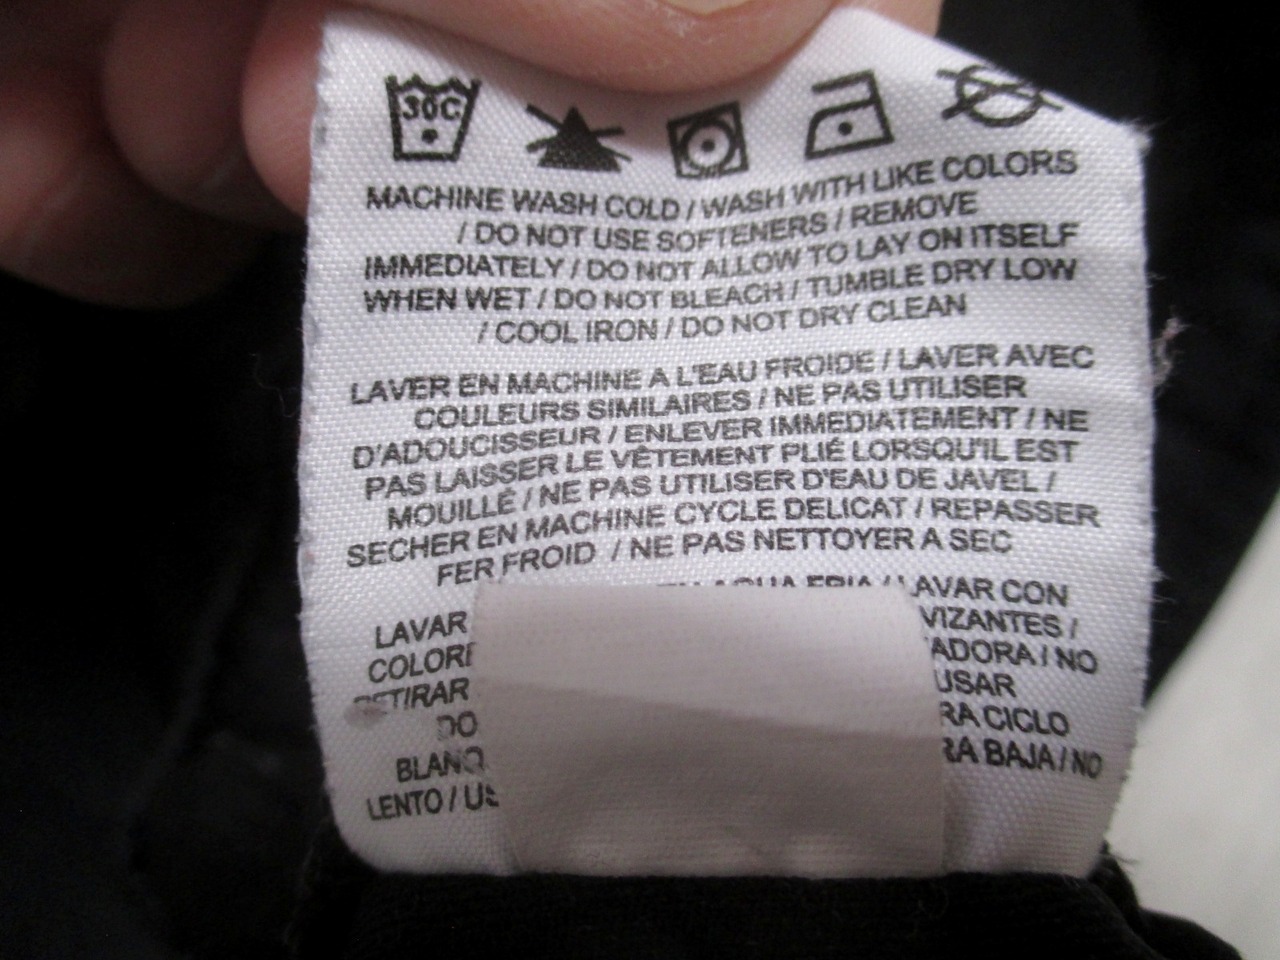 30C
MACHINE WASH COLD / WASH WITH LIKE COLORS
/ DO NOT USE SOFTENERS / REMOVE
IMMEDIATELY / DO NOT ALLOW TO LAY ON ITSELF
WHEN WET / DO NOT BLEACH / TUMBLE DRY LOW
/ COOL IRON / DO NOT DRY CLEAN
LAVER EN MACHINE A L'EAU FROIDE / LAVER AVEC
COULEURS SIMILAIRES / NE PAS UTILISER
D'ADOUCISSEUR / ENLEVER IMMEDIATEMENT / NE
PAS LAISSER LE VÊTEMENT PLIÉ LORSQU'IL EST
MOUILLÉ / NE PAS UTILISER D'EAU DE JAVEL /
SECHER EN MACHINE CYCLE DELICAT / REPASSER
FER FROID / NE PAS NETTOYER A SEC
LAVAR AGUA FRIA / LAVAR CON
/
/ NO
RETIRAR USAR
CICLO
BAJA / NO
LENTO /